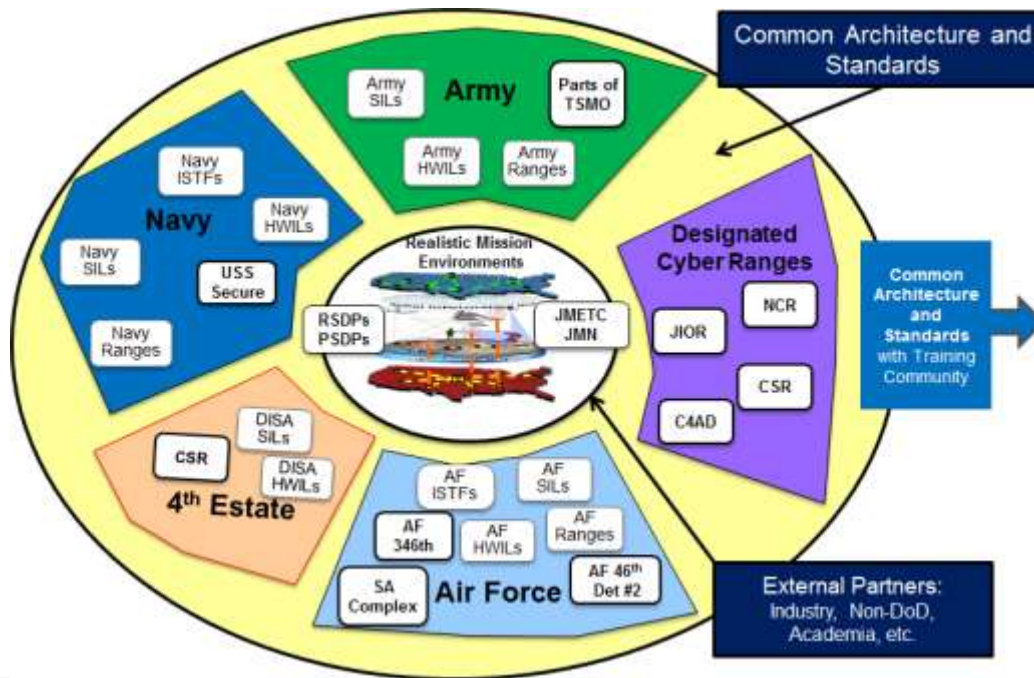 Common Architecture and
Standards
Army
SILs
Army
Parts of
TSMO
Army
HWILs
Army
Ranges
Navy
ISTFs
Navy
Navy
HWILs
Navy
SILs
USS
Secure
Navy
Ranges
Realistic Mission
Environments
RSDPs
PSDPs
JMETC
JMN
Designated
Cyber Ranges
NCR
JIOR
CSR
C4AD
Common
Architecture
and
Standards
with Training
Community
CSR
DISA
SILs
DISA
HWILs
4th Estate
AF
ISTFs
AF
SILs
AF
346th
AF
HWILs
AF
Ranges
SA
Complex
Air Force
AF 46th
Det #2
External Partners:
Industry, Non-DoD,
Academia, etc.